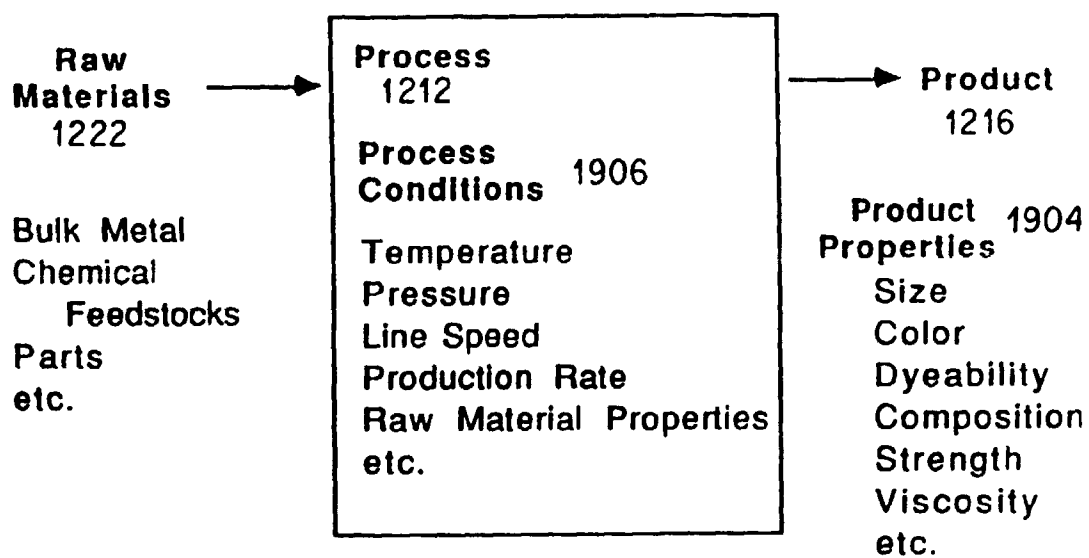 Raw
Materials
1222
Bulk Metal
Chemical
Feedstocks
Parts
etc.
Process
1212
Process
Conditions 1906
Temperature
Pressure
Line Speed
Production Rate
Raw Material Properties
etc.
Product
1216
Product 1904
Properties
Size
Color
Dyeability
Composition
Strength
Viscosity
etc.